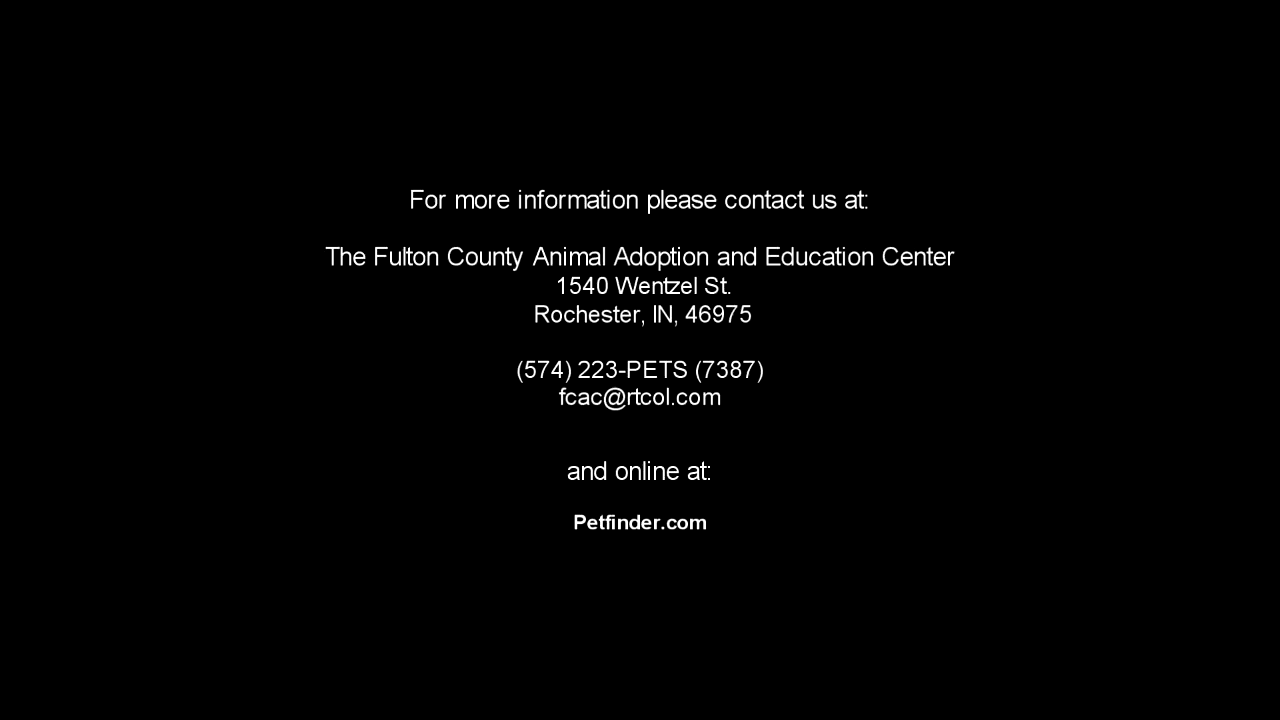 For more information please contact us at:
The Fulton County Animal Adoption and Education Center
1540 Wentzel St.
Rochester, IN, 46975
(574) 223-PETS (7387)
fcac@rtcol.com
and online at:
Petfinder.com